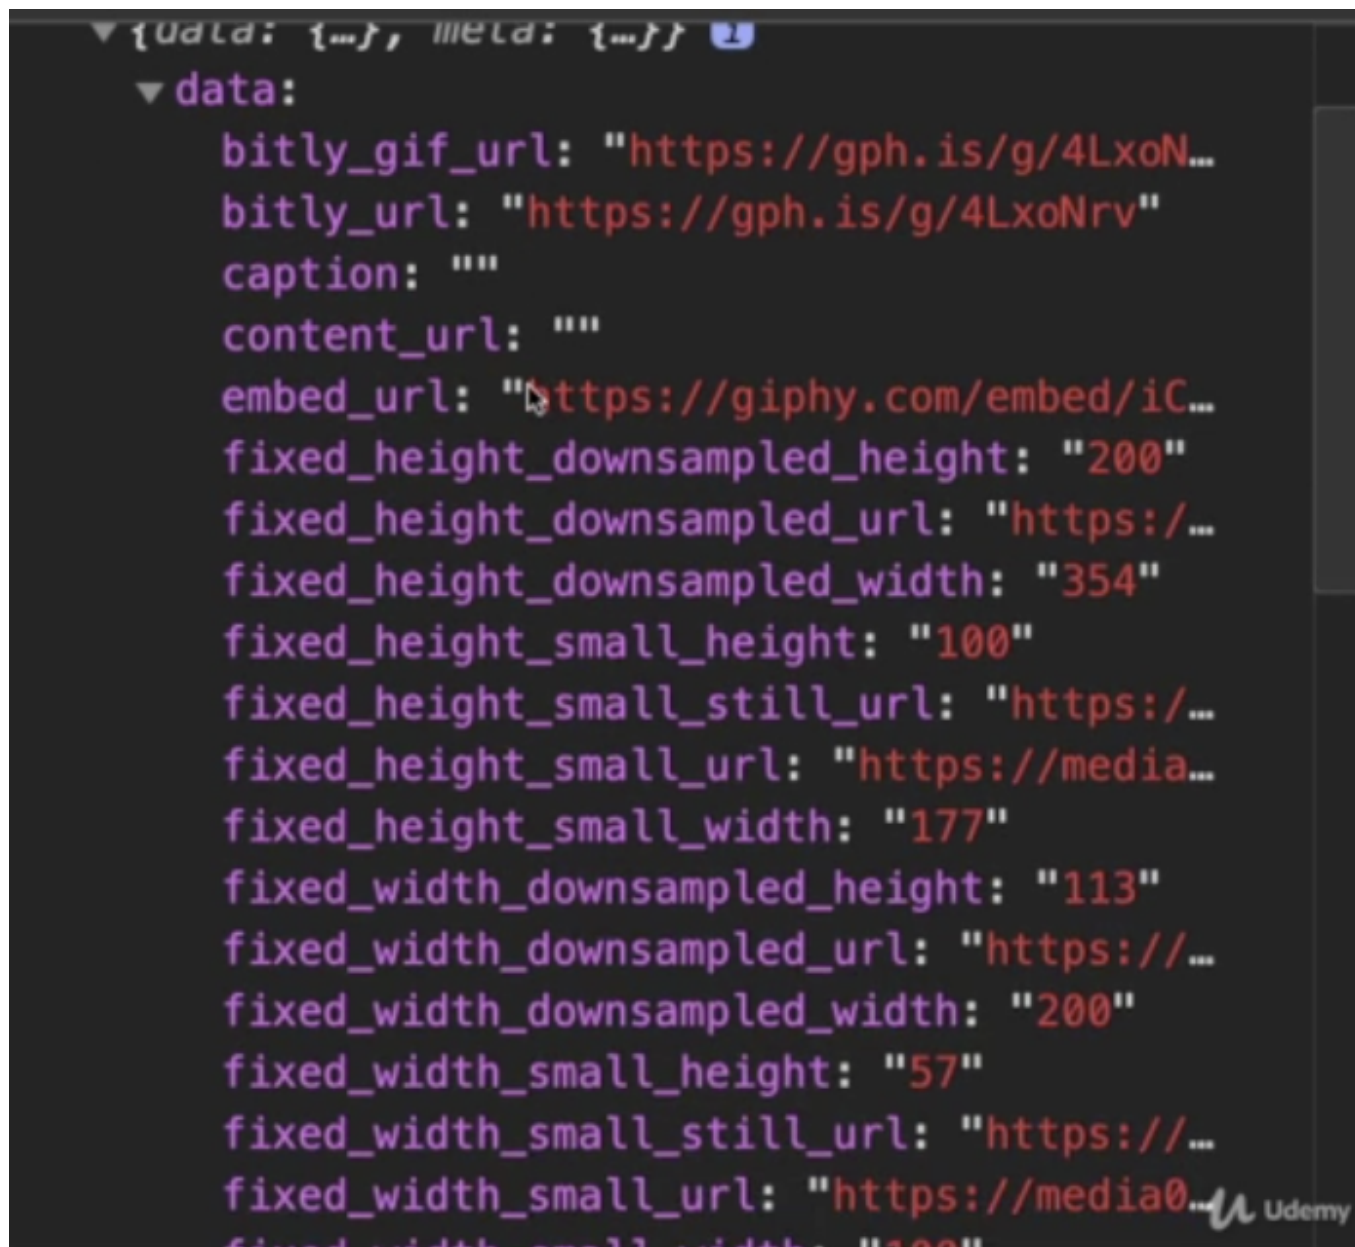 {data: {…}, meta: {…}} i
data:
bitly_gif_url: "https://gph.is/g/4LxoN…
bitly_url: "https://gph.is/g/4LxoNrv"
caption: ""
content_url: ""
embed_url: "https://giphy.com/embed/iC…
fixed_height_downsampled_height: "200"
fixed_height_downsampled_url: "https:/…
fixed_height_downsampled_width: "354"
fixed_height_small_height: "100"
fixed_height_small_still_url: "https:/…
fixed_height_small_url: "https://media…
fixed_height_small_width: "177"
fixed_width_downsampled_height: "113"
fixed_width_downsampled_url: "https://…
fixed_width_downsampled_width: "200"
fixed_width_small_height: "57"
fixed_width_small_still_url: "https://…
fixed_width_small_url: "https://media0…
Udemy